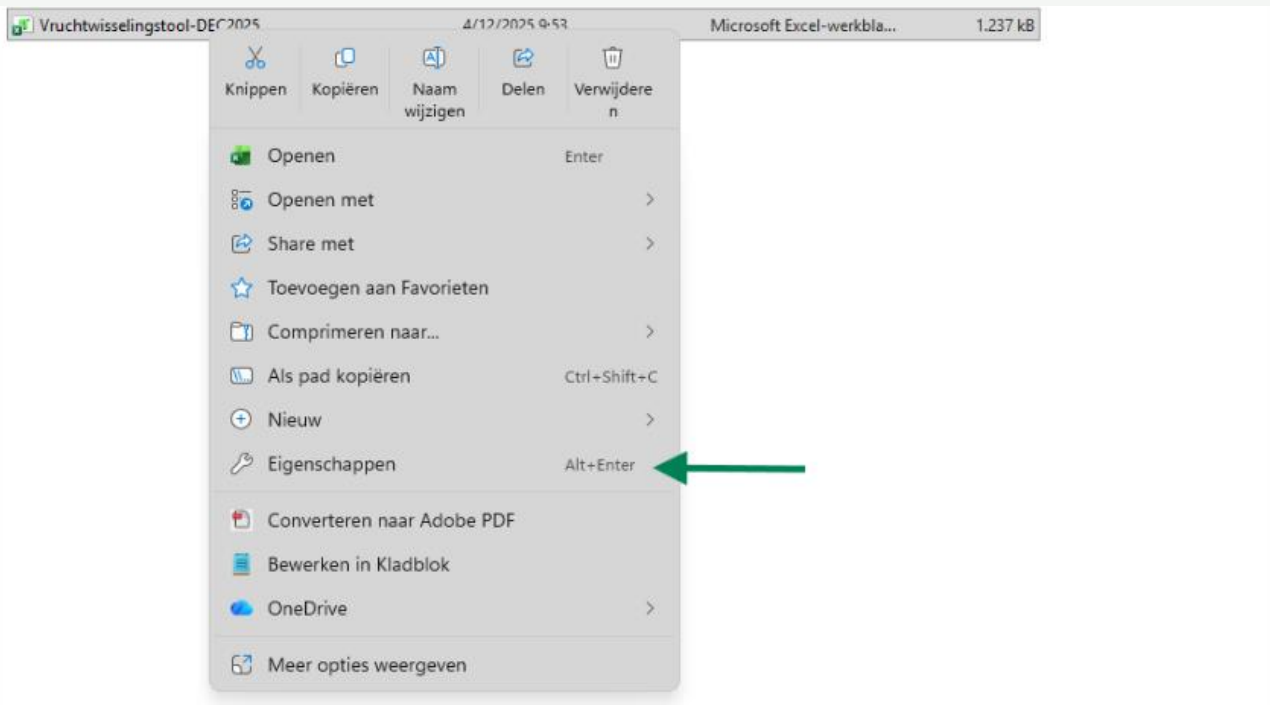 Vruchtwisselingstool-DEC2025 4/12/2025 9:53 Microsoft Excel-werkbla... 1.237 kB
Knippen Kopiëren Naam wijzigen Delen Verwijderen
Openen Enter
Openen met
Share met
Toevoegen aan Favorieten
Comprimeren naar...
Als pad kopiëren Ctrl+Shift+C
Nieuw
Eigenschappen Alt+Enter
Converteren naar Adobe PDF
Bewerken in Kladblok
OneDrive
Meer opties weergeven